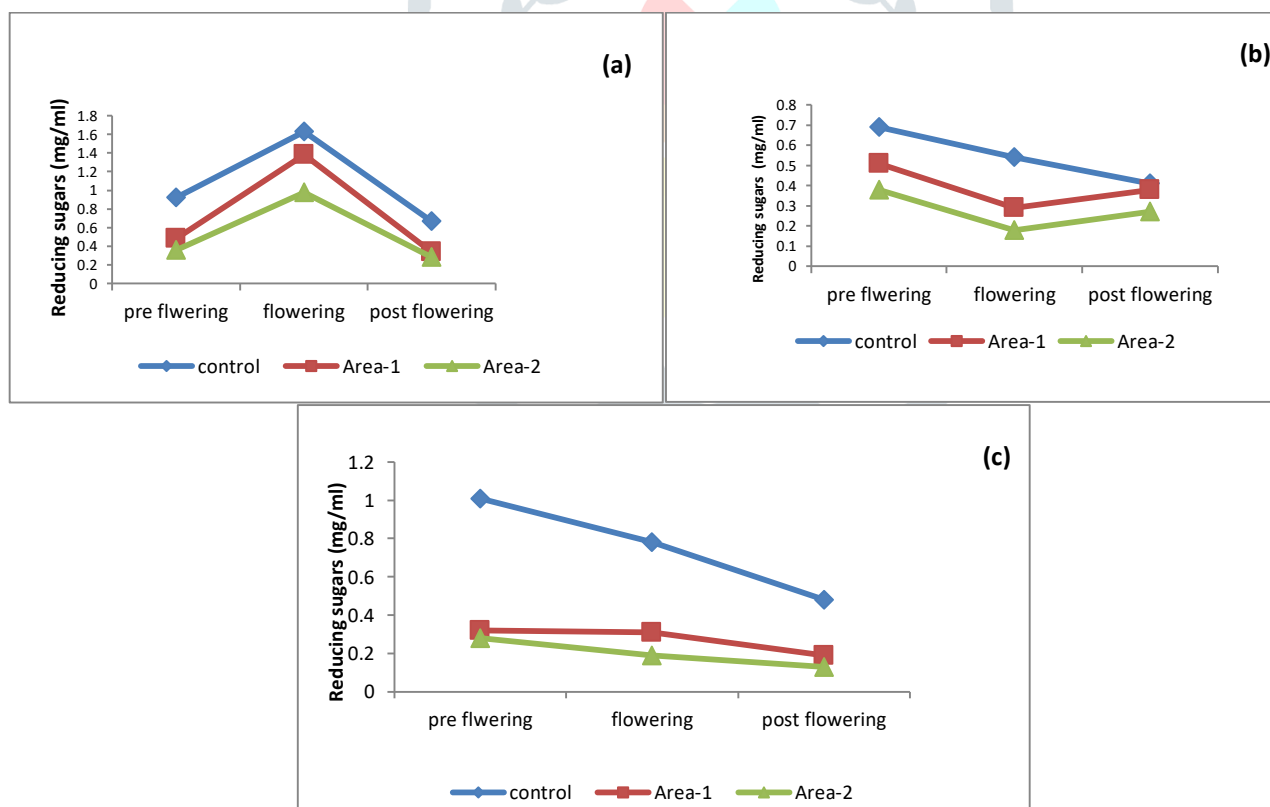 (a)
Reducing sugars (mg/ml)
1.8
1.6
1.4
1.2
1
0.8
0.6
0.4
0.2
0
pre flwering flowering post flowering
control Area-1 Area-2
(b)
Reducing sugars (mg/ml)
0.8
0.7
0.6
0.5
0.4
0.3
0.2
0.1
0
pre flwering flowering post flowering
control Area-1 Area-2
(c)
Reducing sugars (mg/ml)
1.2
1
0.8
0.6
0.4
0.2
0
pre flwering flowering post flowering
control Area-1 Area-2